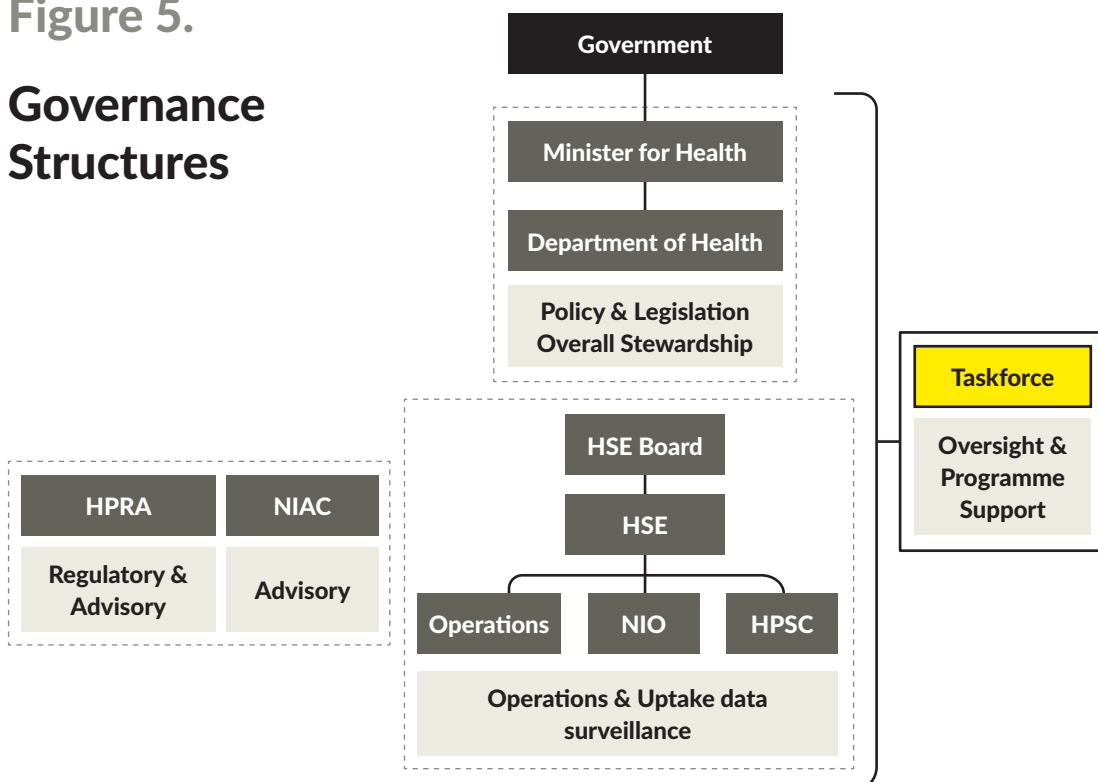 Figure 5.
Governance
Structures
Government
Minister for Health
Department of Health
Policy & Legislation
Overall Stewardship
Taskforce
Oversight &
Programme
Support
HSE Board
HSE
Operations
NIO
HPSC
Operations & Uptake data
surveillance
HPRA
NIAC
Regulatory &
Advisory
Advisory